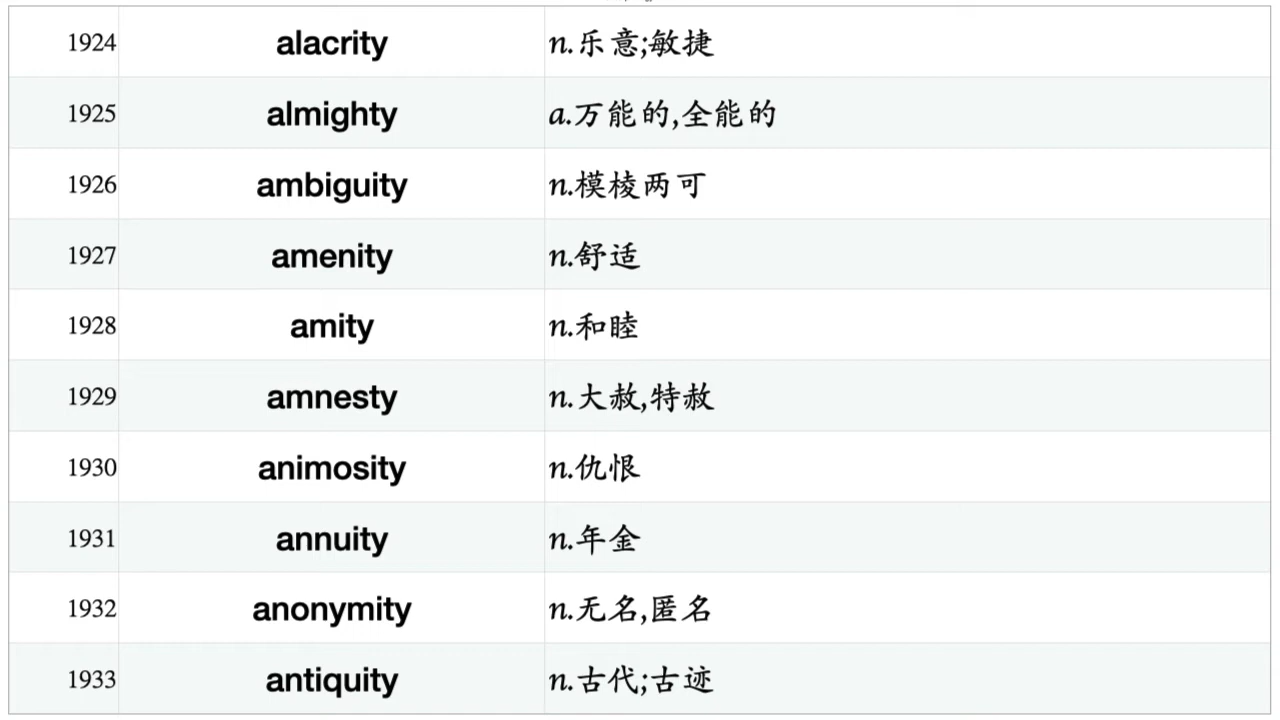 1924 alacrity n.乐意;敏捷
1925 almighty a.万能的,全能的
1926 ambiguity n.模棱两可
1927 amenity n.舒适
1928 amity n.和睦
1929 amnesty n.大赦,特赦
1930 animosity n.仇恨
1931 annuity n.年金
1932 anonymity n.无名,匿名
1933 antiquity n.古代;古迹